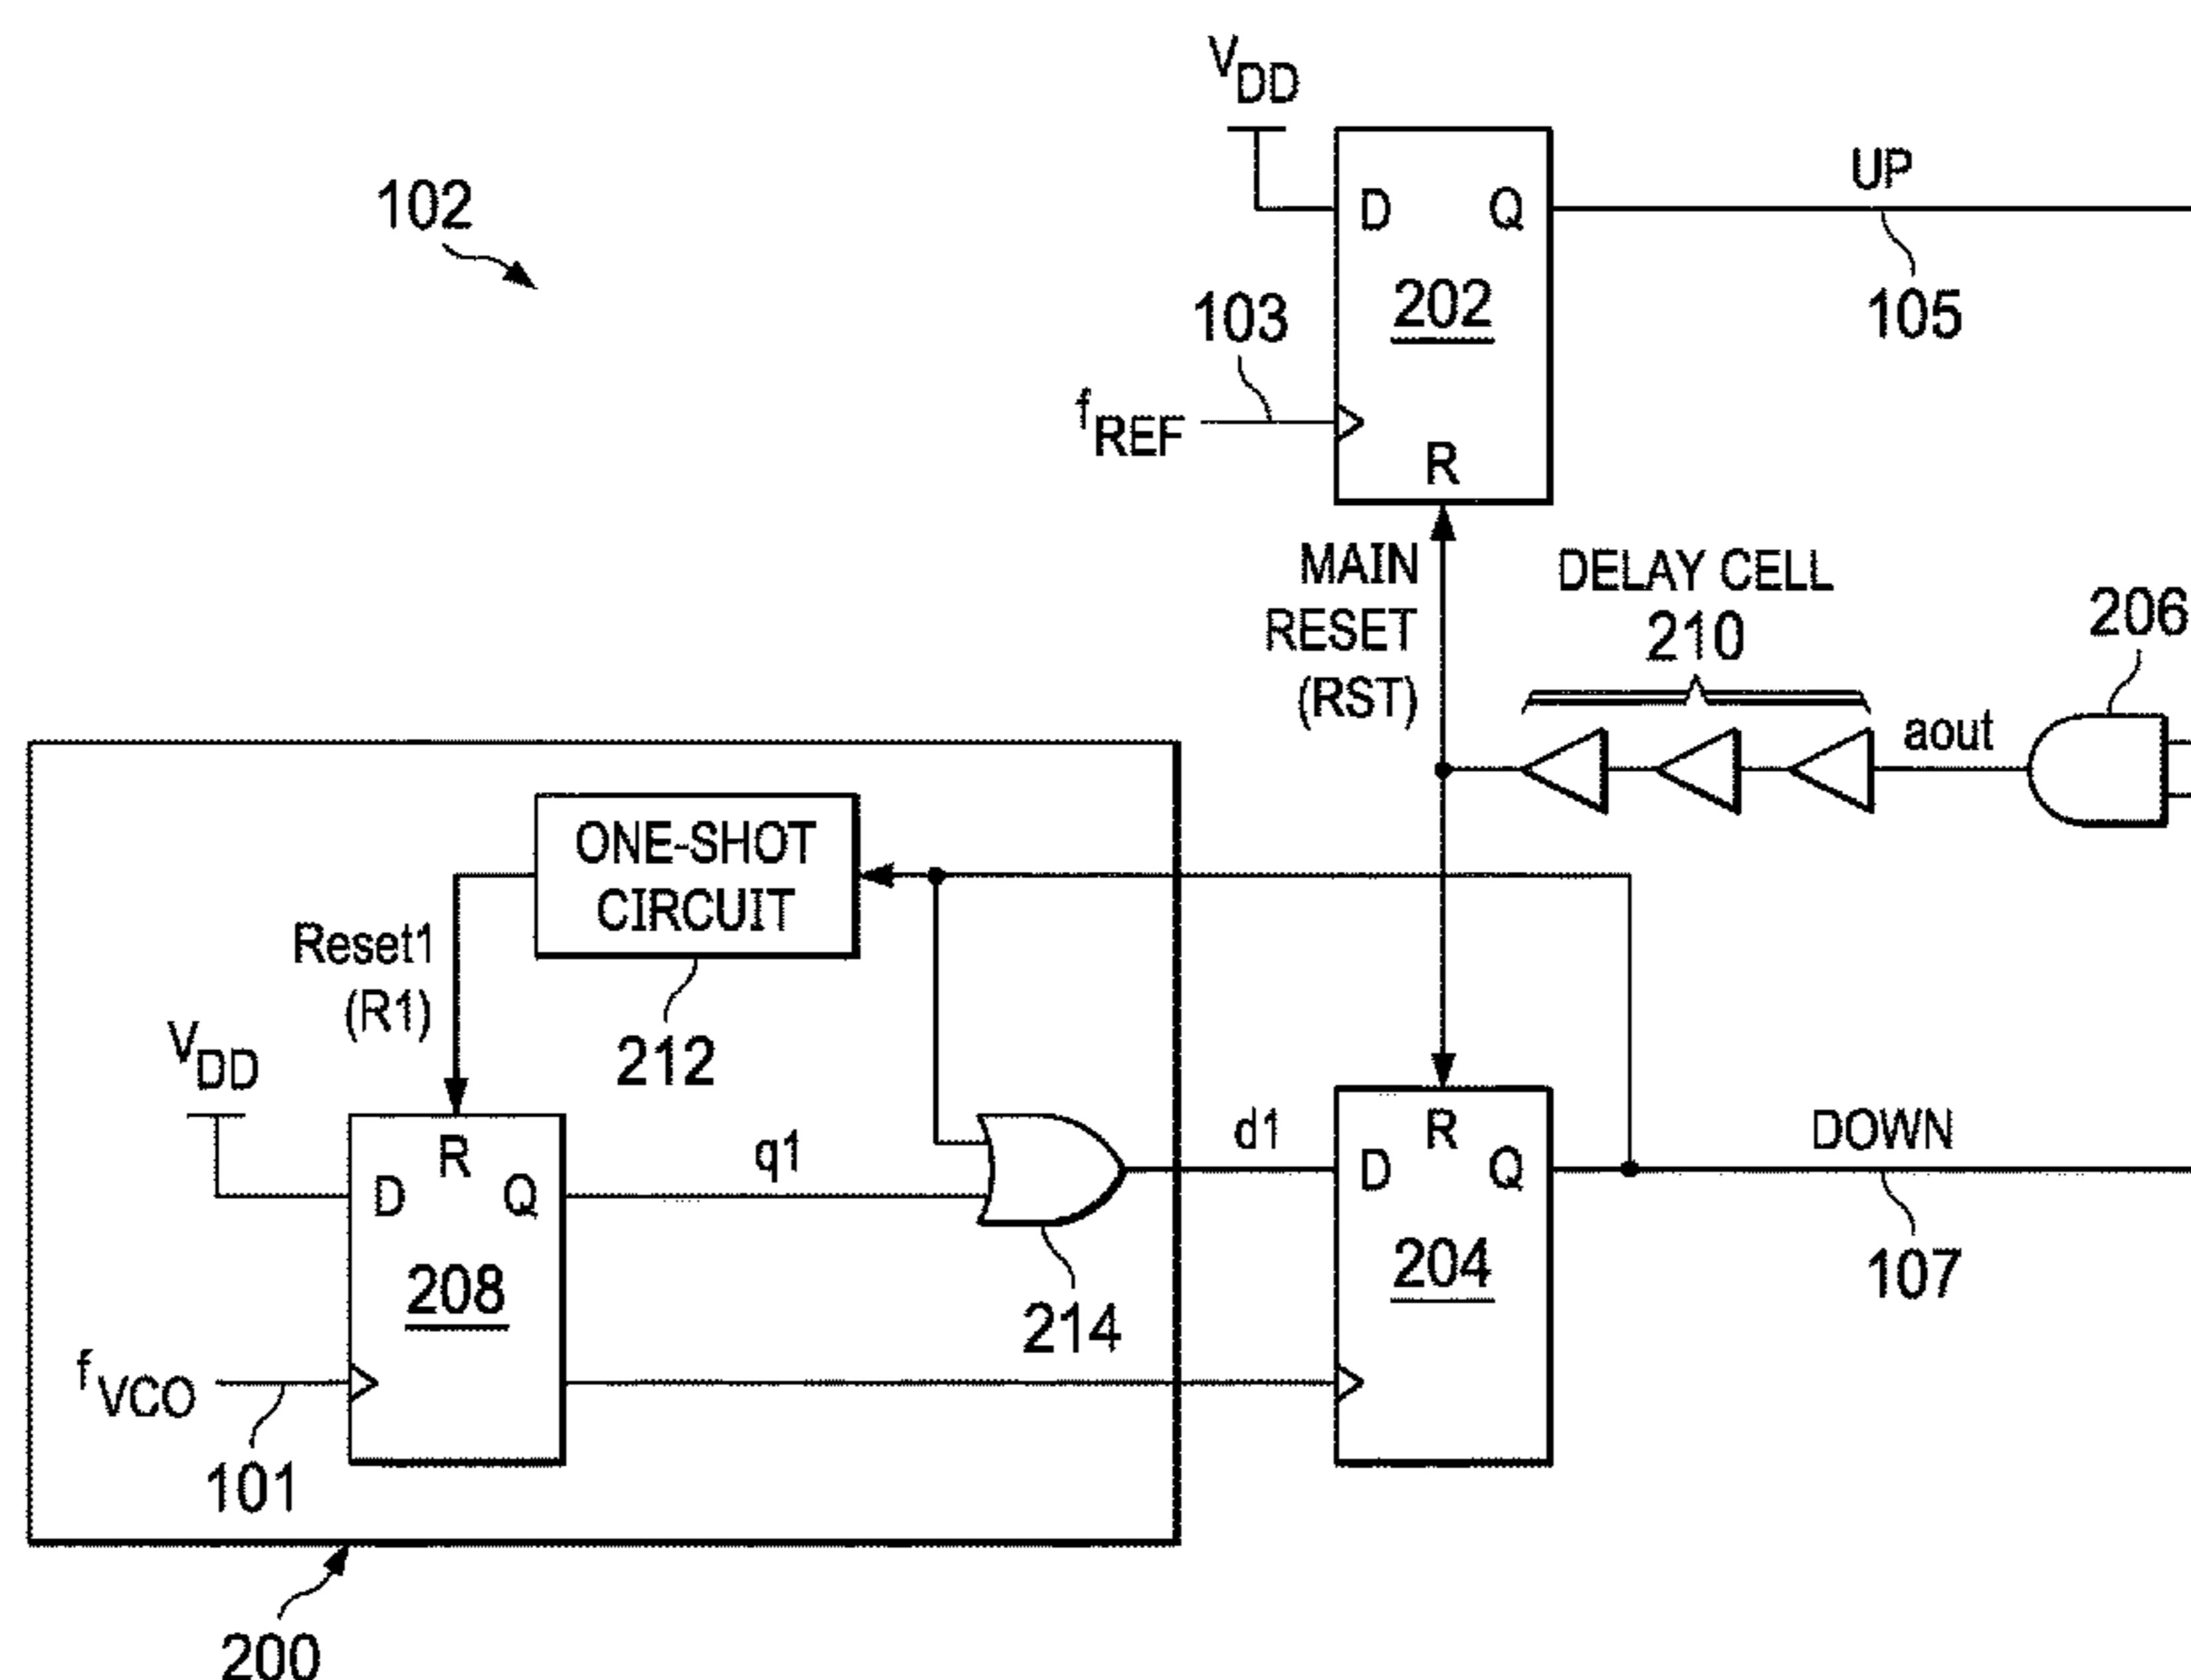 VDD
102
D Q
UP
202
105
103
fREF
R
MAIN
RESET
(RST)
DELAY CELL
210
206
aout
ONE-SHOT
CIRCUIT
Reset1
(R1)
212
VDD
R
D Q
q1
d1
R
D Q
DOWN
208
204
107
214
fVCO
101
200